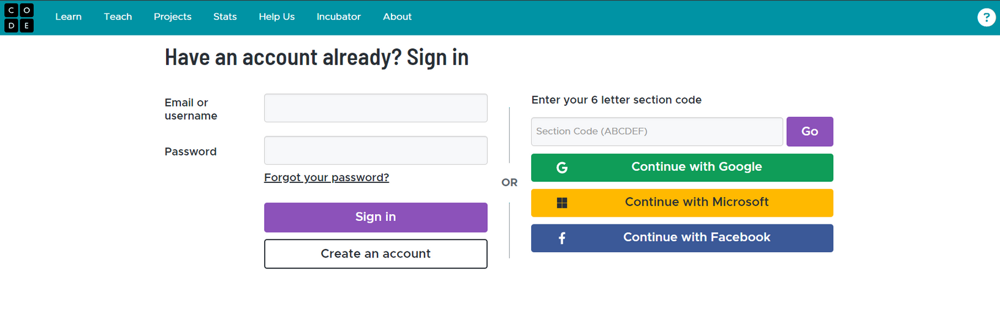 C O
D E
Learn Teach Projects Stats Help Us Incubator About ?
Have an account already? Sign in
Email or
username
Password
Forgot your password?
Sign in
Create an account
OR
Enter your 6 letter section code
Section Code (ABCDEF) Go
Continue with Google
Continue with Microsoft
Continue with Facebook